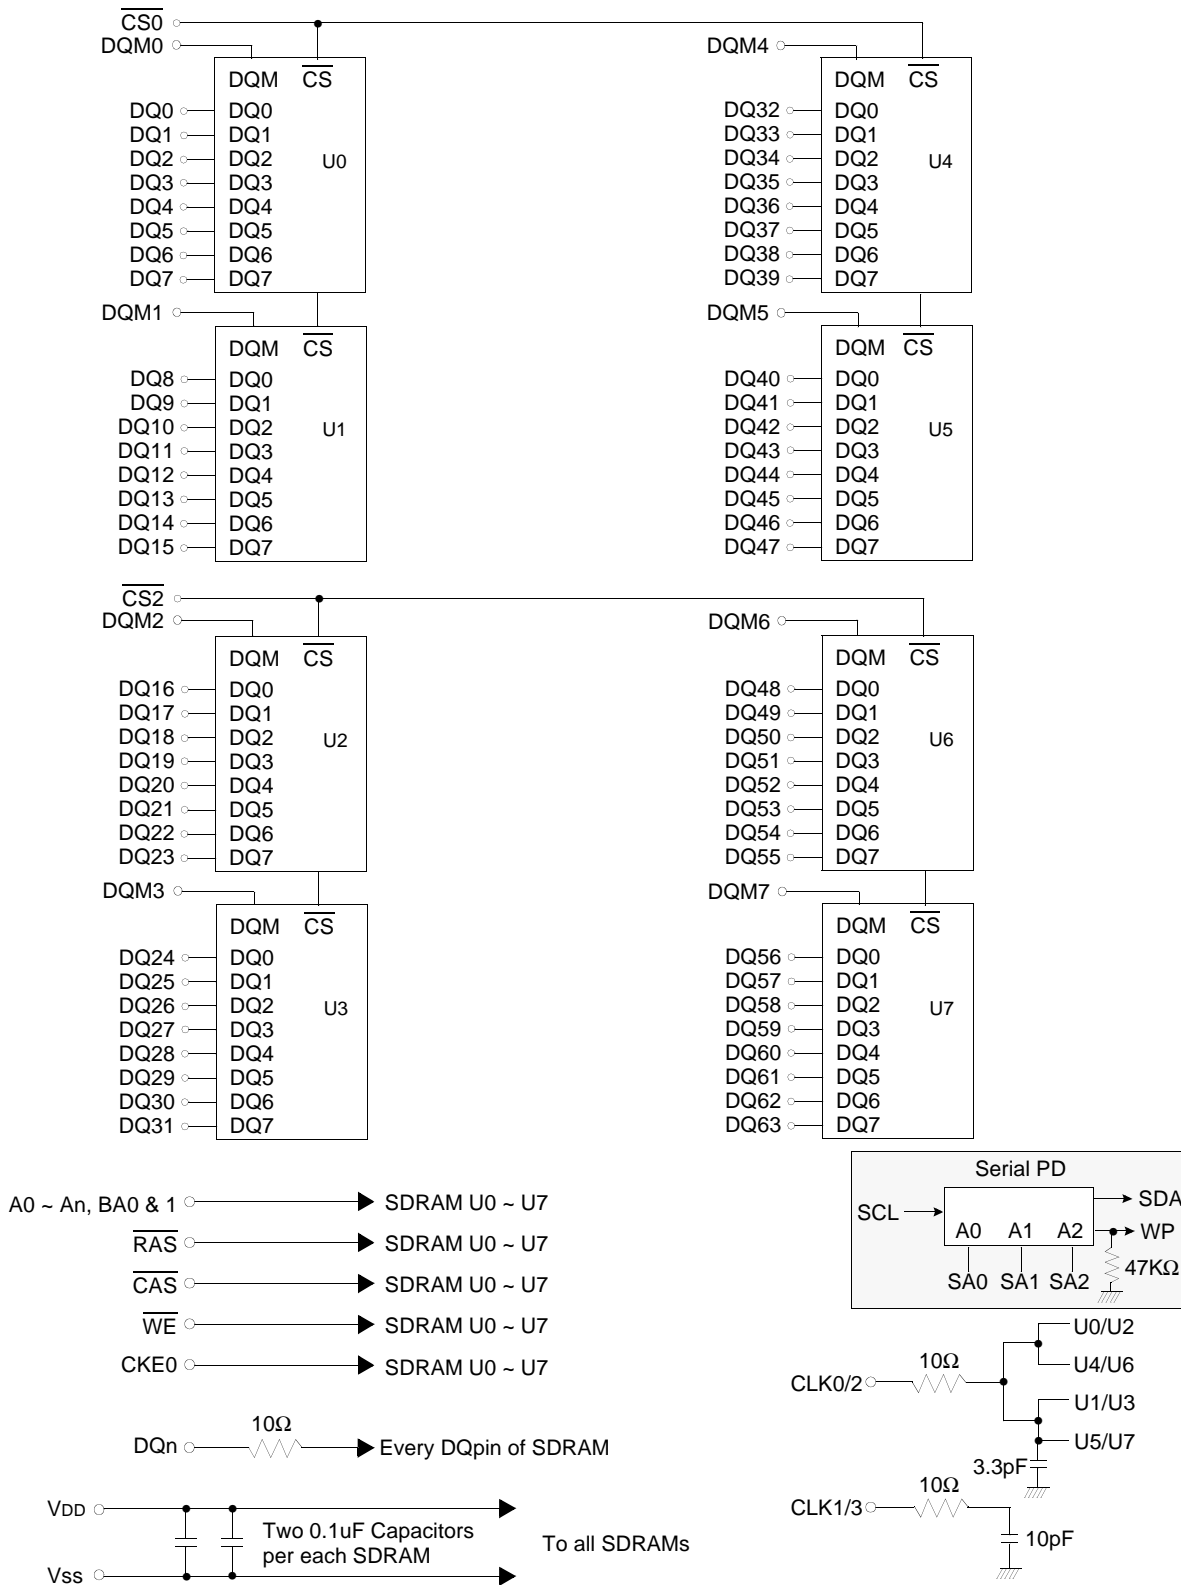 CS0
DQM0
DQM CS
DQ0 DQ0
DQ1 DQ1
DQ2 DQ2
U0
DQ3 DQ3
DQ4 DQ4
DQ5 DQ5
DQ6 DQ6
DQ7 DQ7
DQM1
DQM CS
DQ8 DQ0
DQ9 DQ1
DQ10 DQ2
U1
DQ11 DQ3
DQ12 DQ4
DQ13 DQ5
DQ14 DQ6
DQ15 DQ7
DQM4
DQM CS
DQ32 DQ0
DQ33 DQ1
DQ34 DQ2
U4
DQ35 DQ3
DQ36 DQ4
DQ37 DQ5
DQ38 DQ6
DQ39 DQ7
DQM5
DQM CS
DQ40 DQ0
DQ41 DQ1
DQ42 DQ2
U5
DQ43 DQ3
DQ44 DQ4
DQ45 DQ5
DQ46 DQ6
DQ47 DQ7
CS2
DQM2
DQM CS
DQ16 DQ0
DQ17 DQ1
DQ18 DQ2
U2
DQ19 DQ3
DQ20 DQ4
DQ21 DQ5
DQ22 DQ6
DQ23 DQ7
DQM3
DQM CS
DQ24 DQ0
DQ25 DQ1
DQ26 DQ2
U3
DQ27 DQ3
DQ28 DQ4
DQ29 DQ5
DQ30 DQ6
DQ31 DQ7
DQM6
DQM CS
DQ48 DQ0
DQ49 DQ1
DQ50 DQ2
U6
DQ51 DQ3
DQ52 DQ4
DQ53 DQ5
DQ54 DQ6
DQ55 DQ7
DQM7
DQM CS
DQ56 DQ0
DQ57 DQ1
DQ58 DQ2
U7
DQ59 DQ3
DQ60 DQ4
DQ61 DQ5
DQ62 DQ6
DQ63 DQ7
A0 ~ An, BA0 & 1 SDRAM U0 ~ U7
RAS SDRAM U0 ~ U7
CAS SDRAM U0 ~ U7
WE SDRAM U0 ~ U7
CKE0 SDRAM U0 ~ U7
10Ω
DQn Every DQpin of SDRAM
VDD
Two 0.1uF Capacitors
per each SDRAM
To all SDRAMs
Vss
Serial PD
SCL SDA
A0 A1 A2 WP
47KΩ
SA0 SA1 SA2
U0/U2
10Ω
U4/U6
CLK0/2
U1/U3
U5/U7
3.3pF
10Ω
CLK1/3
10pF